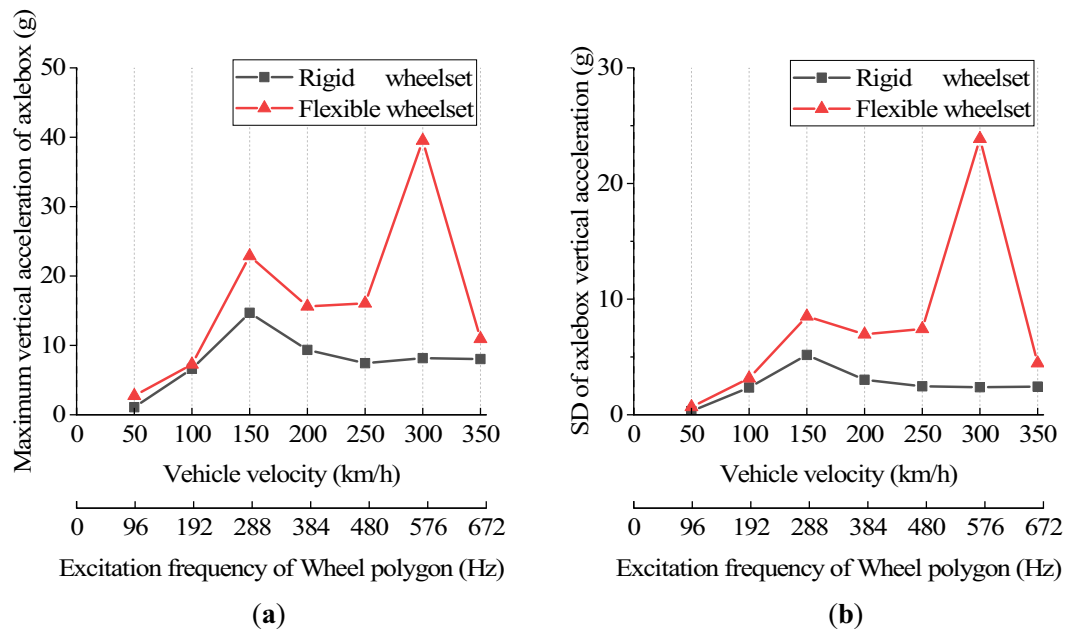 Maximum vertical acceleration of axlebox (g)
50
40
30
20
10
0
Rigid wheelset
Flexible wheelset
0 50 100 150 200 250 300 350
Vehicle velocity (km/h)
0 96 192 288 384 480 576 672
Excitation frequency of Wheel polygon (Hz)
(a)
SD of axlebox vertical acceleration (g)
30
20
10
0
Rigid wheelset
Flexible wheelset
0 50 100 150 200 250 300 350
Vehicle velocity (km/h)
0 96 192 288 384 480 576 672
Excitation frequency of Wheel polygon (Hz)
(b)